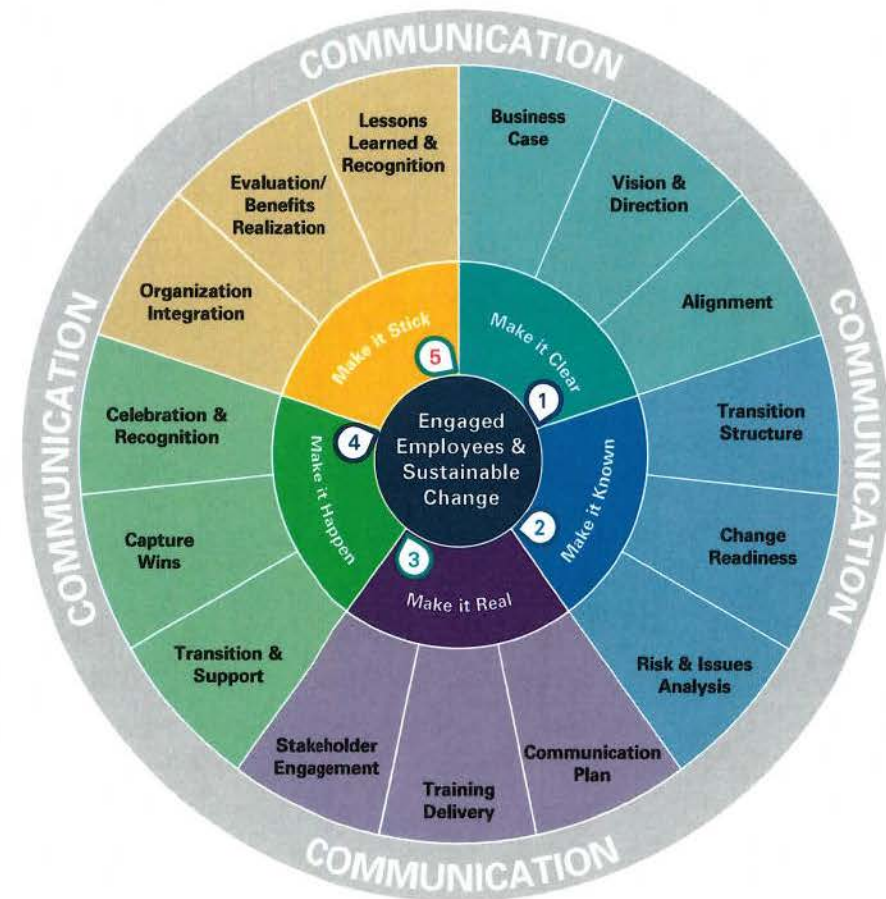 COMMUNICATION
COMMUNICATION
COMMUNICATION
COMMUNICATION
Business
Case
Vision &
Direction
Alignment
Transition
Structure
Change
Readiness
Risk & Issues
Analysis
Communication
Plan
Training
Delivery
Stakeholder
Engagement
Transition &
Support
Capture
Wins
Celebration &
Recognition
Organization
Integration
Evaluation/
Benefits
Realization
Lessons
Learned &
Recognition
Make it Clear
1
Make it Known
2
Make it Real
3
Make it Happen
4
Make it Stick
5
Engaged
Employees &
Sustainable
Change